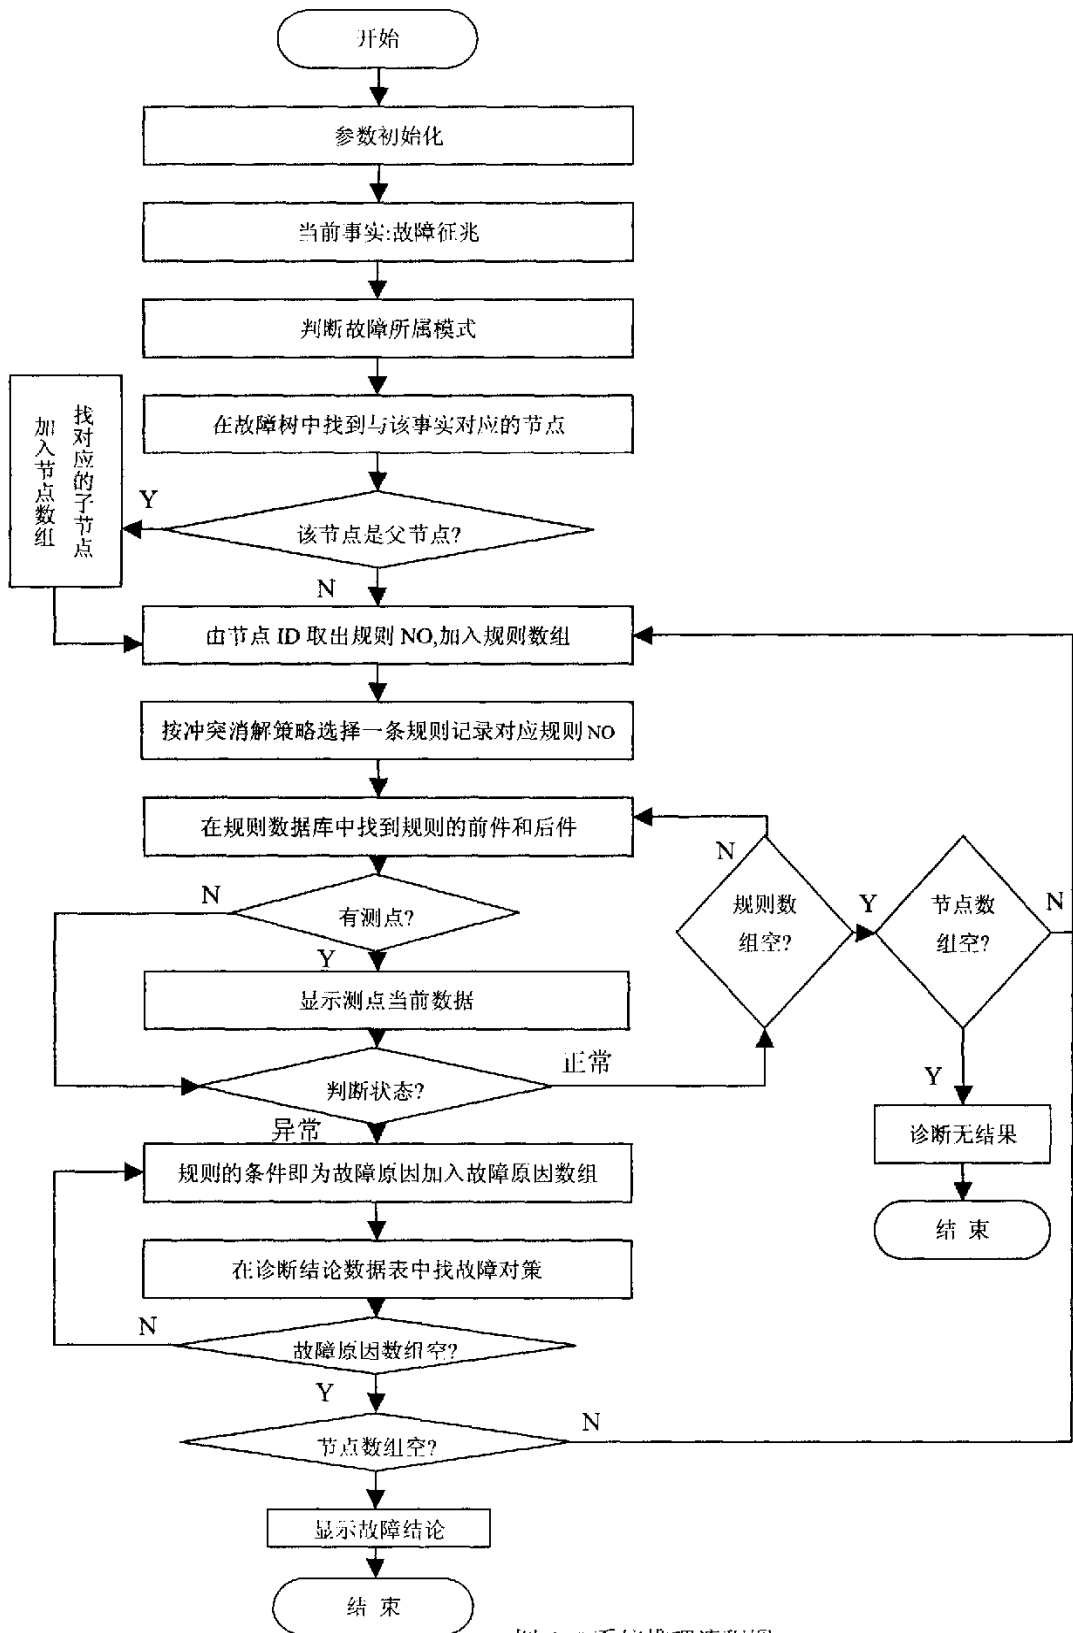 开始
参数初始化
当前事实:故障征兆
判断故障所属模式
在故障树中找到与该事实对应的节点
找对应的子节点
加入节点数组
Y
该节点是父节点?
N
由节点 ID 取出规则 NO,加入规则数组
按冲突消解策略选择一条规则记录对应规则 NO
在规则数据库中找到规则的前件和后件
N
有测点?
Y
显示测点当前数据
判断状态?
正常
异常
N
规则数
组空?
Y
节点数
组空?
N
Y
诊断无结果
结 束
规则的条件即为故障原因加入故障原因数组
在诊断结论数据表中找故障对策
N
故障原因数组空?
Y
节点数组空?
N
显示故障结论
结 束